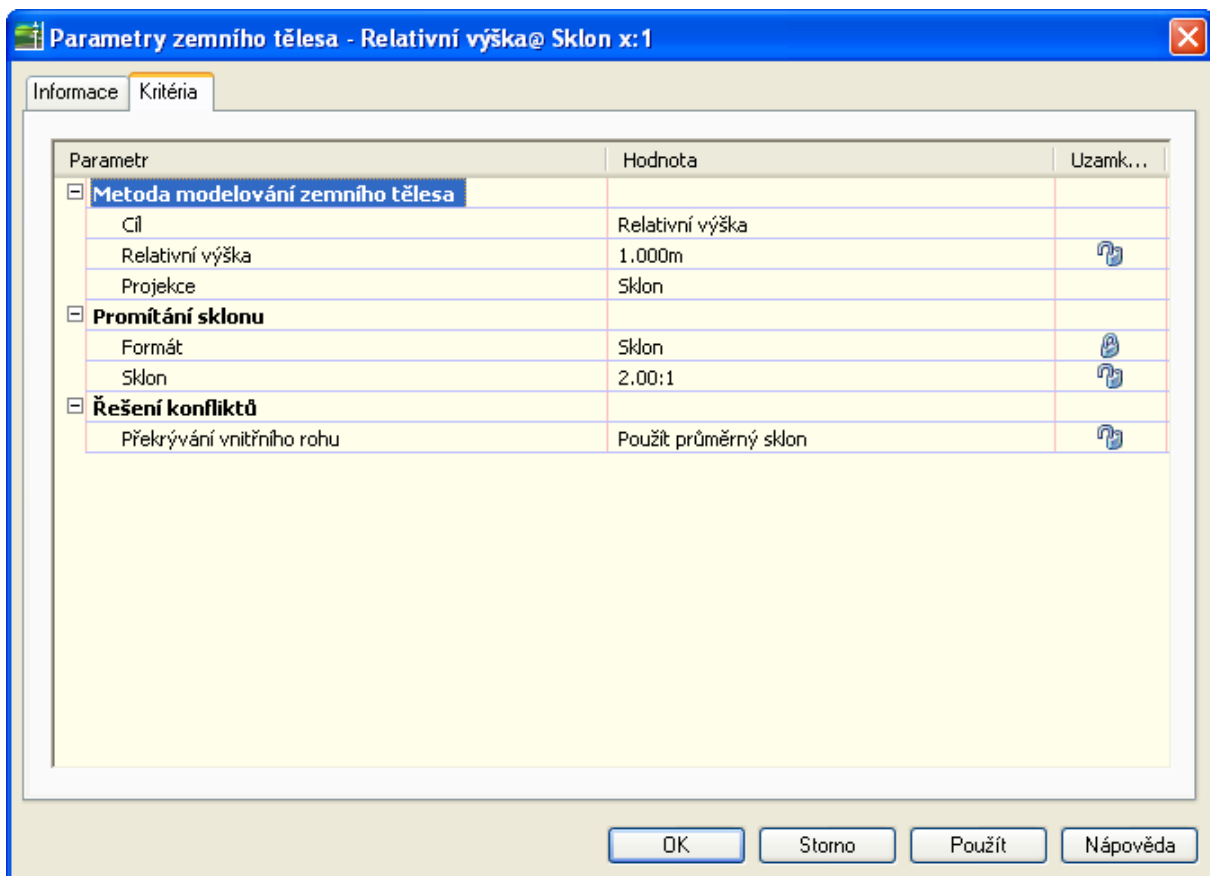 Parametry zemního tělesa - Relativní výška@ Sklon x:1
Informace Kritéria
Parametr Hodnota Uzamk...
Metoda modelování zemního tělesa
Cíl Relativní výška
Relativní výška 1.000m
Projekce Sklon
Promítání sklonu
Formát Sklon
Sklon 2.00:1
Řešení konfliktů
Překrývání vnitřního rohu Použít průměrný sklon
OK Storno Použít Nápověda